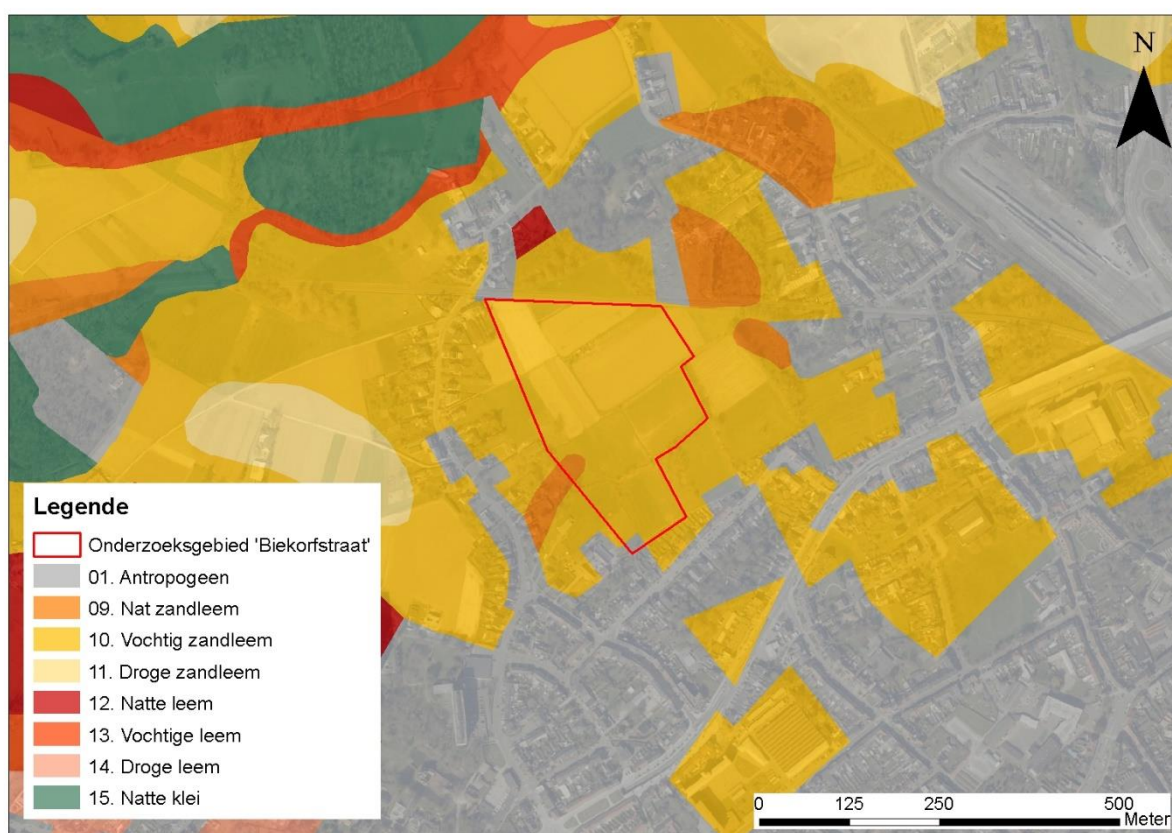 N
Legende
Onderzoeksgebied 'Biekorfstraat'
01. Antropogeen
09. Nat zandleem
10. Vochtig zandleem
11. Droge zandleem
12. Natte leem
13. Vochtige leem
14. Droge leem
15. Natte klei
0 125 250 500
Meter